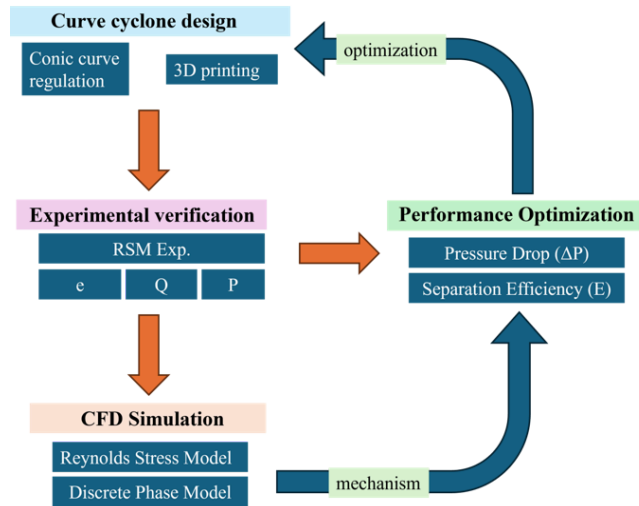 Curve cyclone design
Conic curve
regulation
3D printing
optimization
Experimental verification
RSM Exp.
e
Q
P
Performance Optimization
Pressure Drop (ΔP)
Separation Efficiency (E)
CFD Simulation
Reynolds Stress Model
Discrete Phase Model
mechanism